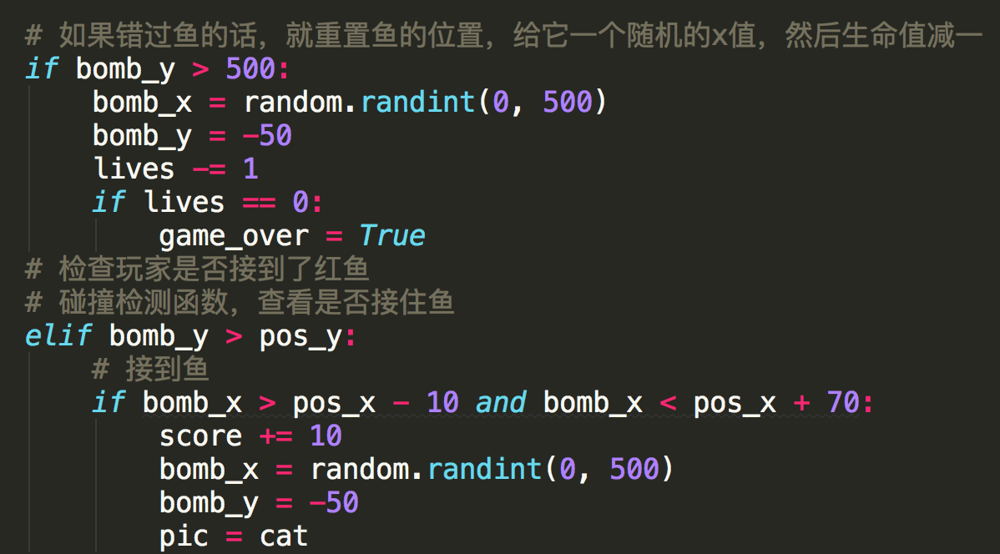 # 如果错过鱼的话，就重置鱼的位置，给它一个随机的x值，然后生命值减一
if bomb_y > 500:
    bomb_x = random.randint(0, 500)
    bomb_y = -50
    lives -= 1
    if lives == 0:
        game_over = True
# 检查玩家是否接到了红鱼
# 碰撞检测函数，查看是否接住鱼
elif bomb_y > pos_y:
    # 接到鱼
    if bomb_x > pos_x - 10 and bomb_x < pos_x + 70:
        score += 10
        bomb_x = random.randint(0, 500)
        bomb_y = -50
        pic = cat